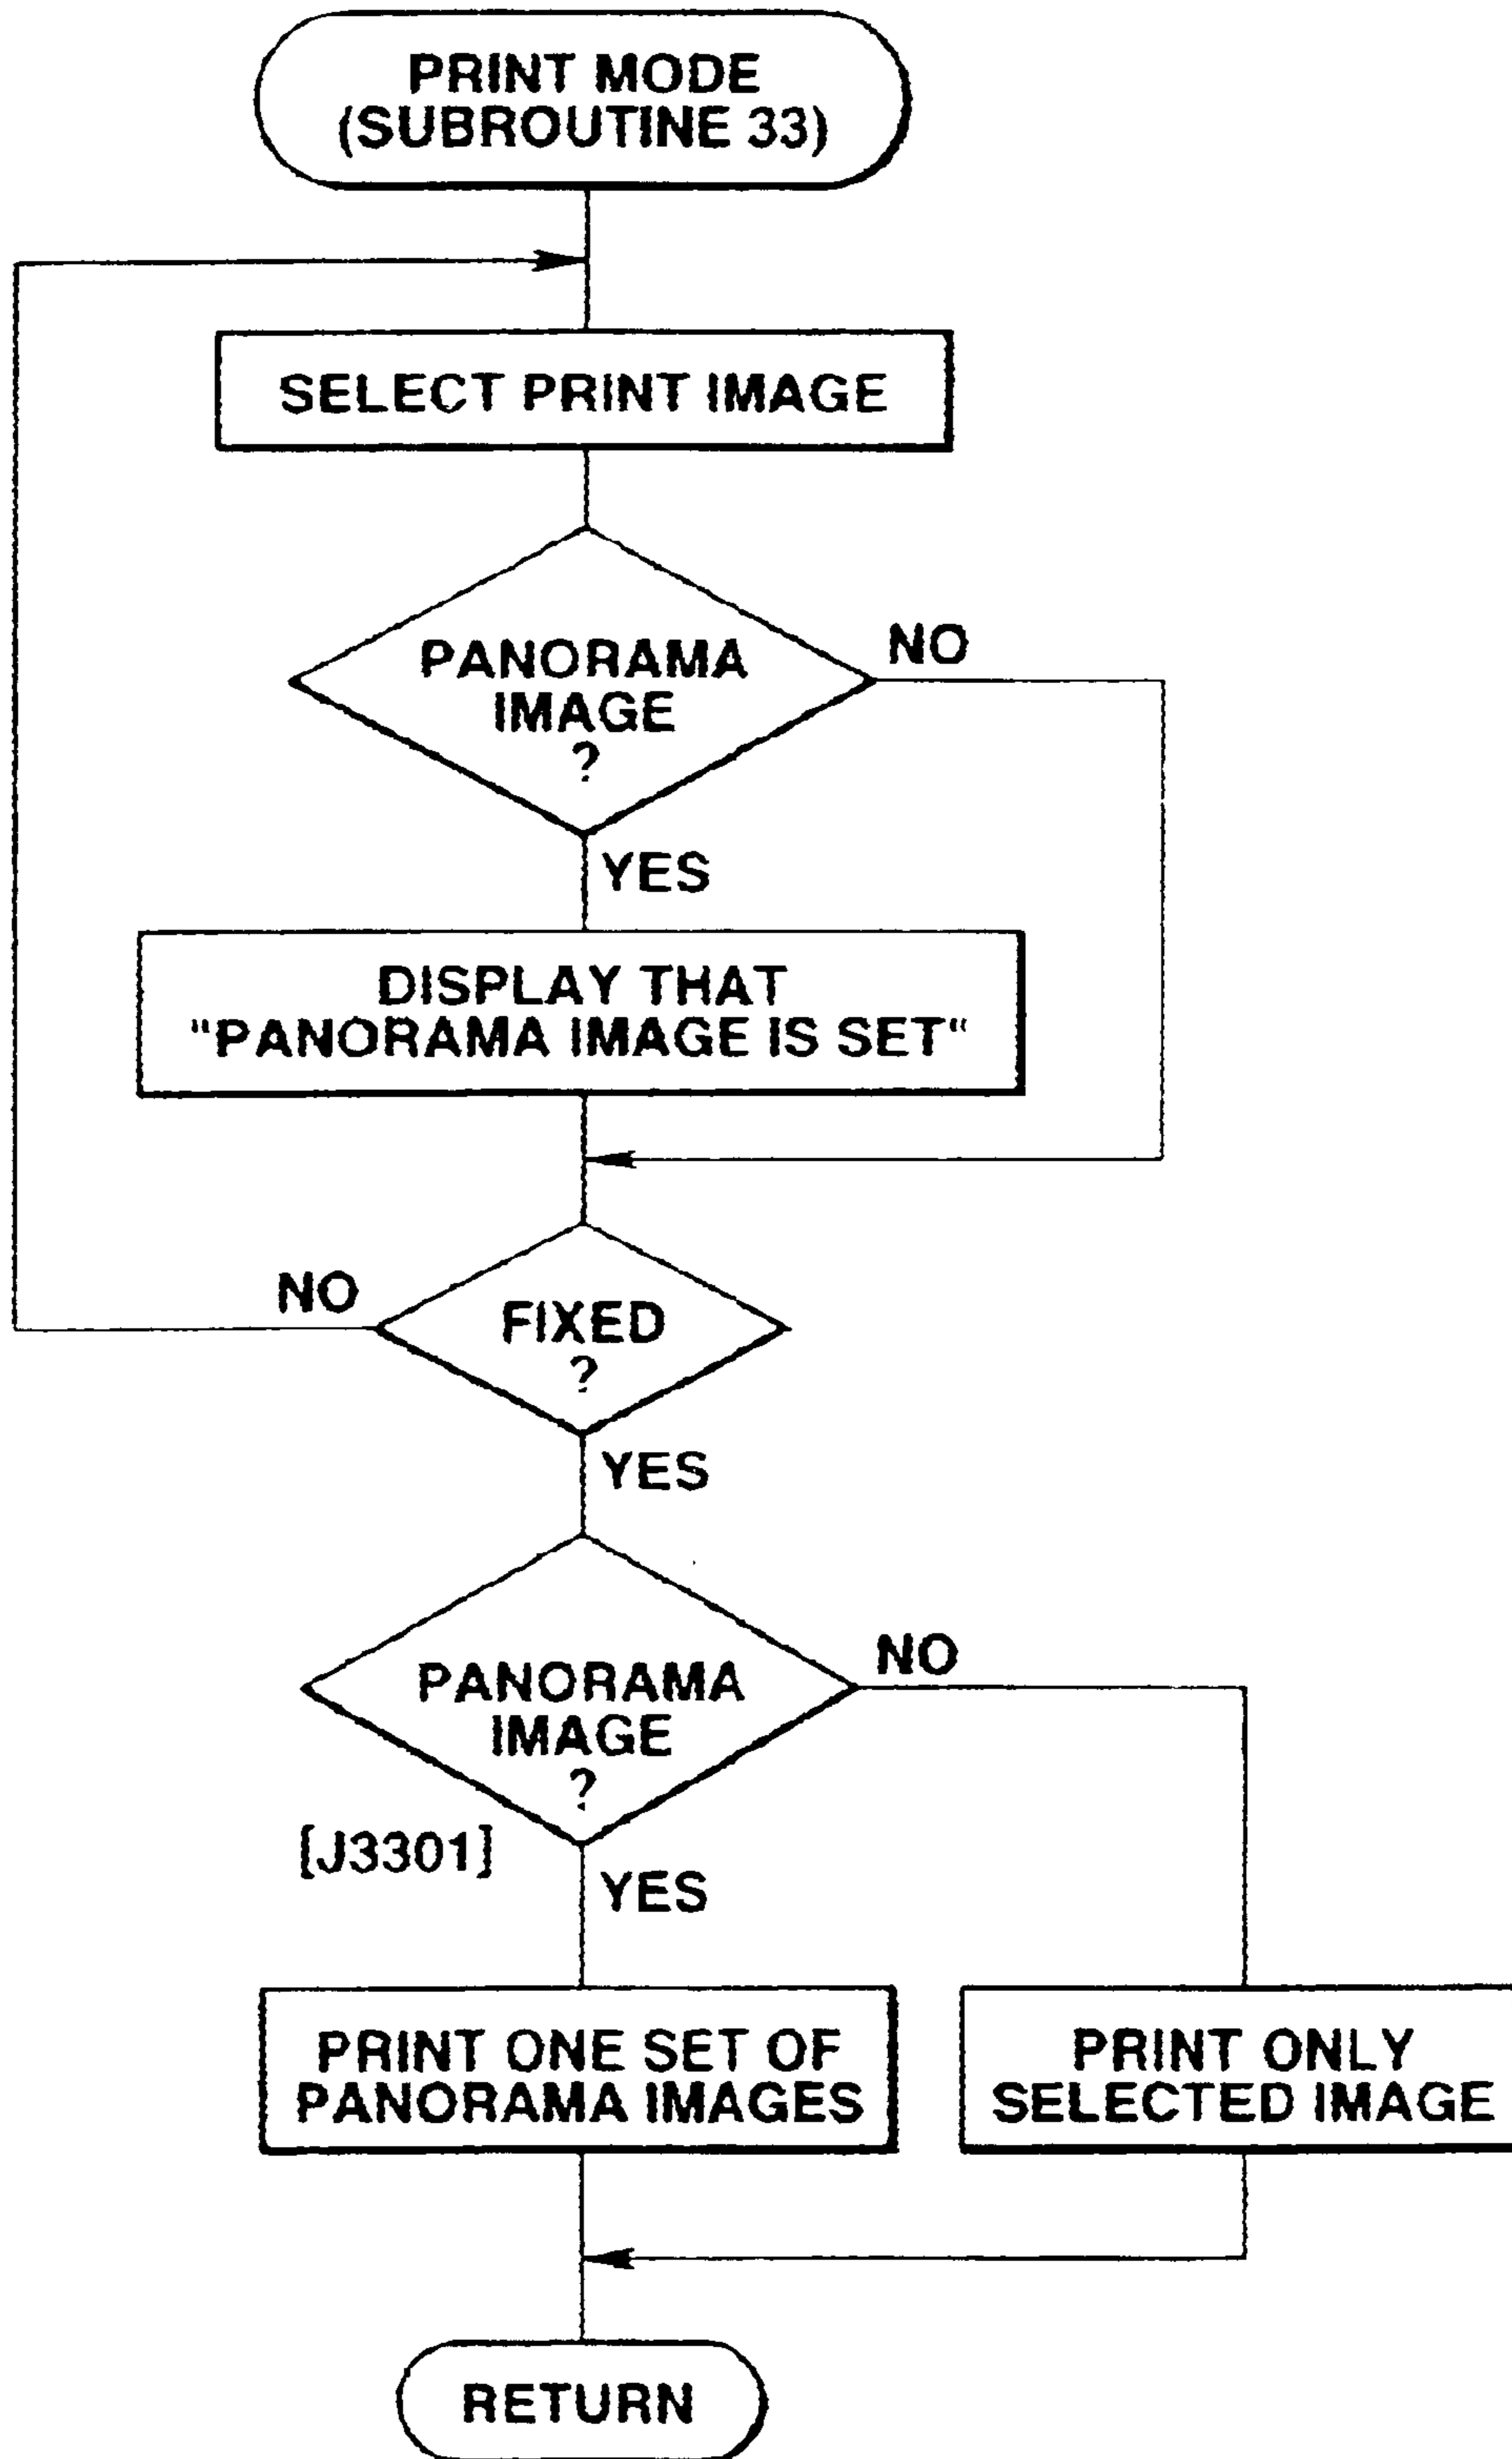 PRINT MODE
(SUBROUTINE 33)
SELECT PRINT IMAGE
PANORAMA
IMAGE
?
NO
YES
DISPLAY THAT
"PANORAMA IMAGE IS SET"
NO
FIXED
?
YES
PANORAMA
IMAGE
?
NO
[J3301]
YES
PRINT ONE SET OF
PANORAMA IMAGES
PRINT ONLY
SELECTED IMAGE
RETURN